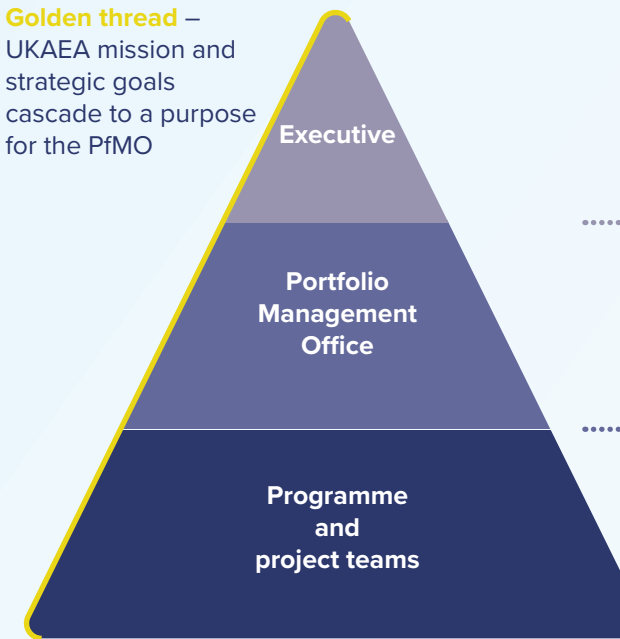 Golden thread –
UKAEA mission and
strategic goals
cascade to a purpose
for the PfMO
Executive
Portfolio
Management
Office
Programme
and
project teams